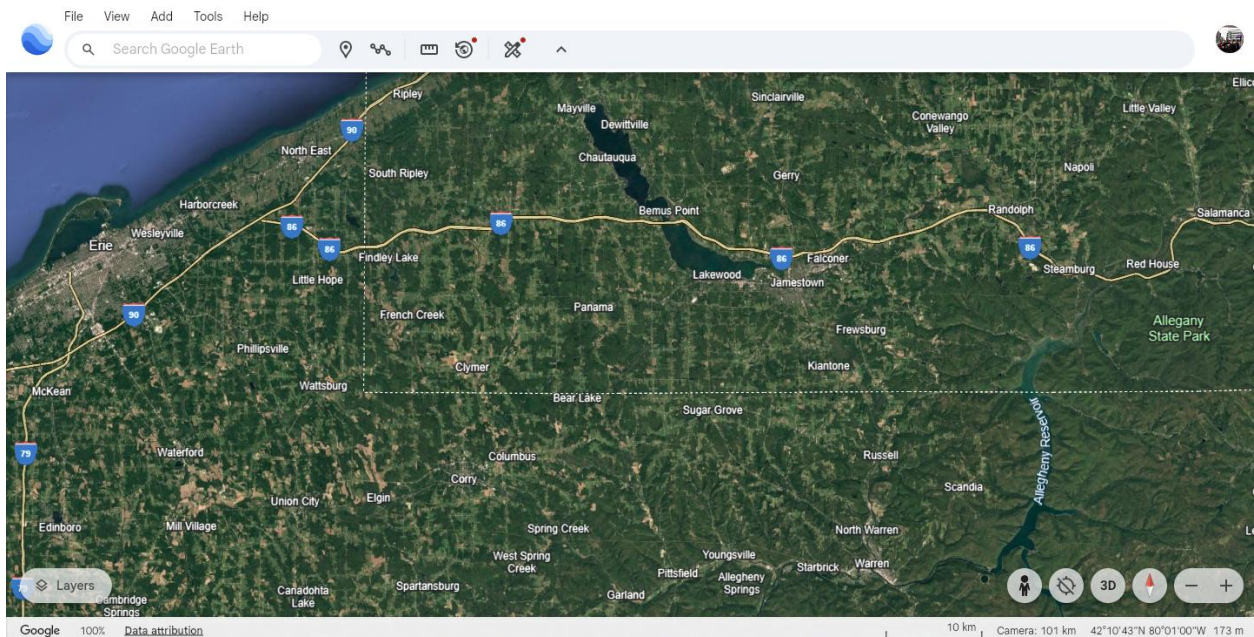 File View Add Tools Help
Search Google Earth
Ellic
Ripley
Mayville
Sinclairville
Little Valley
Conewango
Valley
Dewittville
90
North East
Chautauqua
Napoli
South Ripley
Gerry
Harborcreek
Bemus Point
Randolph
Salamanca
86
86
Wesleyville
Erie
86
86
86
Findley Lake
Falconer
Red House
Steamburg
Lakewood
Little Hope
Jamestown
Panama
French Creek
90
Allegany
State Park
Frewsburg
Phillipsville
Clymer
Kiantone
Wattsburg
McKean
Bear Lake
Sugar Grove
Allegheny Reservoir
79
Waterford
Columbus
Russell
Corry
Scandia
Union City
Elgin
Edinboro
Mill Village
Spring Creek
North Warren
West Spring
Creek
Youngsville
Starbrick
Warren
Pittsfield
Allegheny
Springs
79
Layers
Canadohta
Lake
Spartansburg
Garland
3D
Cambridge
Springs
Google 100% Data attribution 10 km Camera: 101 km 42°10'43"N 80°01'00"W 173 m